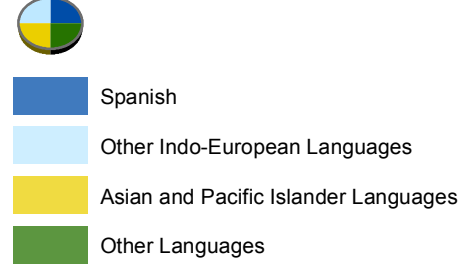 Spanish
Other Indo-European Languages
Asian and Pacific Islander Languages
Other Languages